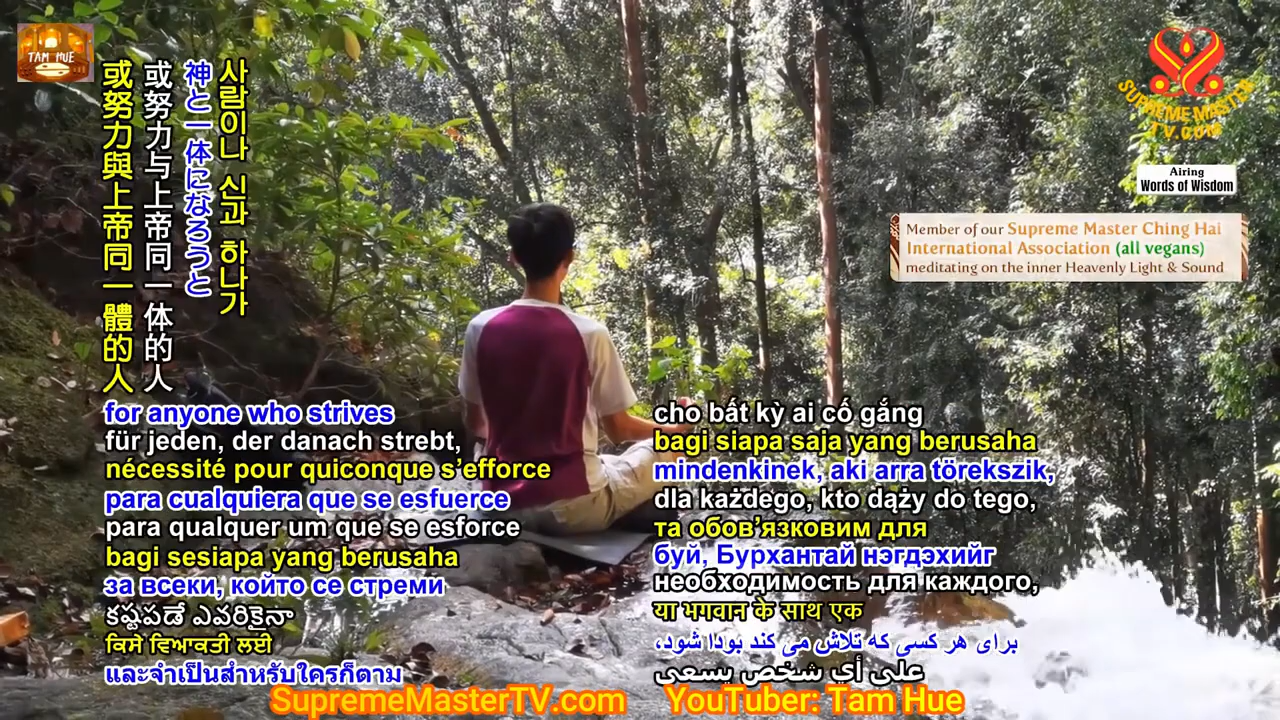 TAM HUE
或努力與上帝同一體的人
或努力与上帝同一体的人
神と一体になろうと
사람이나 신과 하나가
SUPREME MASTER
TV.COM
Airing
Words of Wisdom
Member of our Supreme Master Ching Hai
International Association (all vegans)
meditating on the inner Heavenly Light & Sound
for anyone who strives
für jeden, der danach strebt,
nécessité pour quiconque s’efforce
para cualquiera que se esfuerce
para qualquer um que se esforce
bagi sesiapa yang berusaha
за всеки, който се стреми
కష్టపడే ఎవరికైనా
ਕਿਸੇ ਵਿਆਕਤੀ ਲਈ
และจำเป็นสำหรับใครก็ตาม
cho bất kỳ ai cố gắng
bagi siapa saja yang berusaha
mindenkinek, aki arra törekszik,
dla każdego, kto dąży do tego,
та обов’язковим для
буй, Бурхантай нэгдэхийг
необходимость для каждого,
या भगवान के साथ एक
برای هر کسی که تلاش می کند بودا شود،
على أي شخص يسعى
SupremeMasterTV.com
YouTuber: Tam Hue